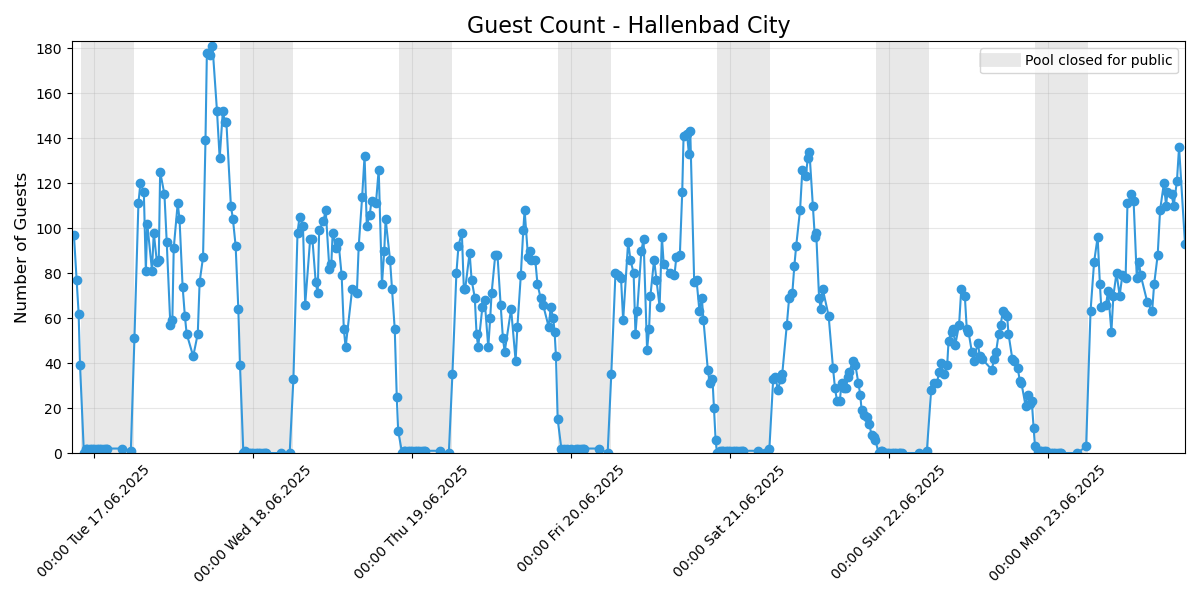 Guest Count - Hallenbad City
Pool closed for public
Number of Guests
180
160
140
120
100
80
60
40
20
0
00:00 Tue 17.06.2025
00:00 Wed 18.06.2025
00:00 Thu 19.06.2025
00:00 Fri 20.06.2025
00:00 Sat 21.06.2025
00:00 Sun 22.06.2025
00:00 Mon 23.06.2025